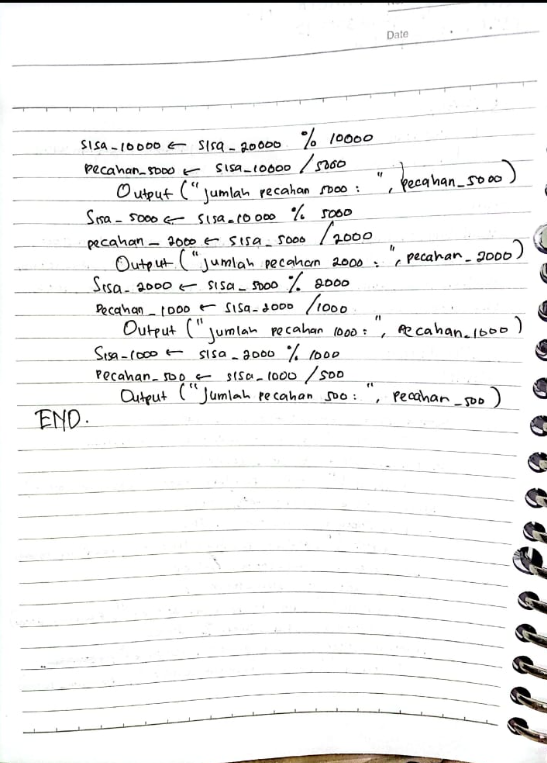 Date
sisa_10000 ← sisa_20000 % 10000
pecahan_5000 ← sisa_10000 / 5000
Output ("jumlah pecahan 5000 : ", pecahan_5000)
Sisa_5000 ← sisa_10000 % 5000
pecahan_2000 ← sisa_5000 / 2000
Output ("jumlah pecahan 2000 : ", pecahan_2000)
Sisa_2000 ← sisa_5000 % 2000
Pecahan_1000 ← sisa_2000 / 1000
Output ("jumlah pecahan 1000 : ", Pecahan_1000)
Sisa_1000 ← sisa_2000 % 1000
Pecahan_500 ← sisa_1000 / 500
Output ("jumlah pecahan 500 : ", pecahan_500)
END.